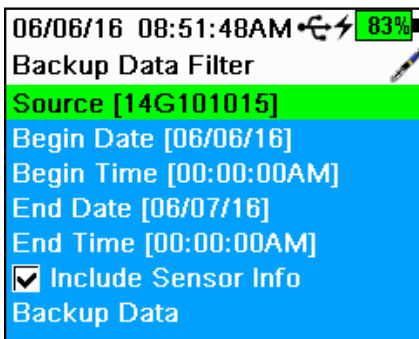 06/06/16 08:51:48AM 83%
Backup Data Filter
Source [14G101015]
Begin Date [06/06/16]
Begin Time [00:00:00AM]
End Date [06/07/16]
End Time [00:00:00AM]
Include Sensor Info
Backup Data